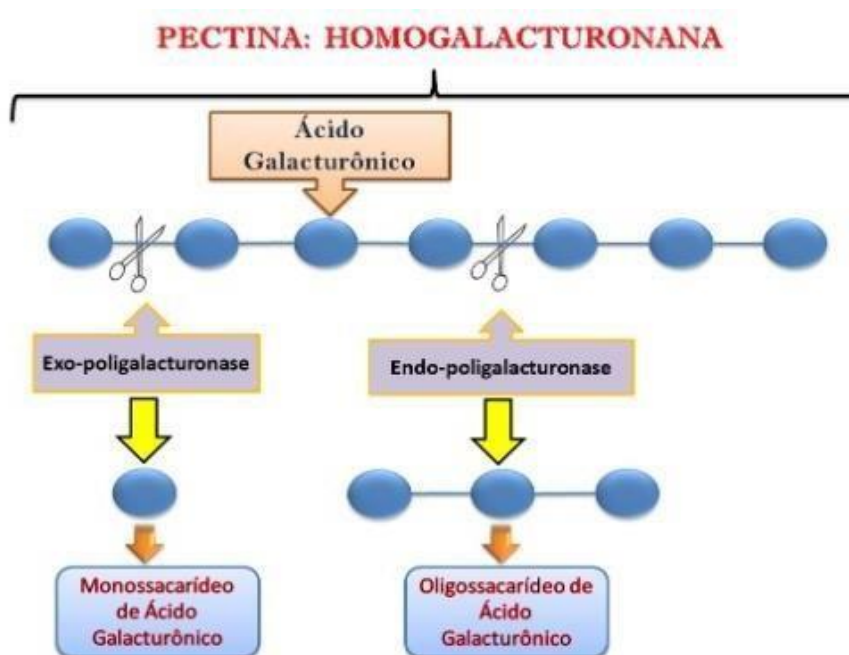 PECTINA: HOMOGALACTURONANA
Ácido
Galacturônico
Exo-poligalacturonase
Endo-poligalacturonase
Monossacarídeo
de Ácido
Galacturônico
Oligossacarídeo de
Ácido
Galacturônico